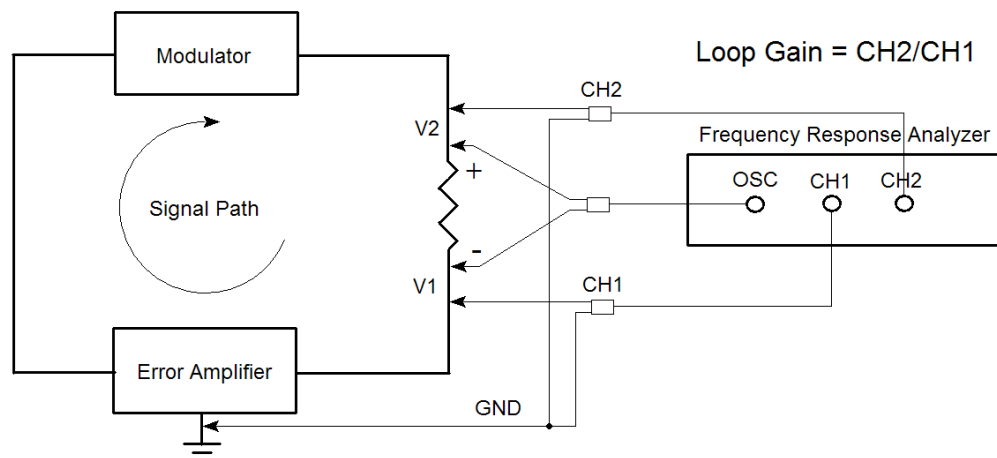 Modulator
Loop Gain = CH2/CH1
CH2
V2
Frequency Response Analyzer
+
OSC
CH1
CH2
Signal Path
-
V1
CH1
Error Amplifier
GND